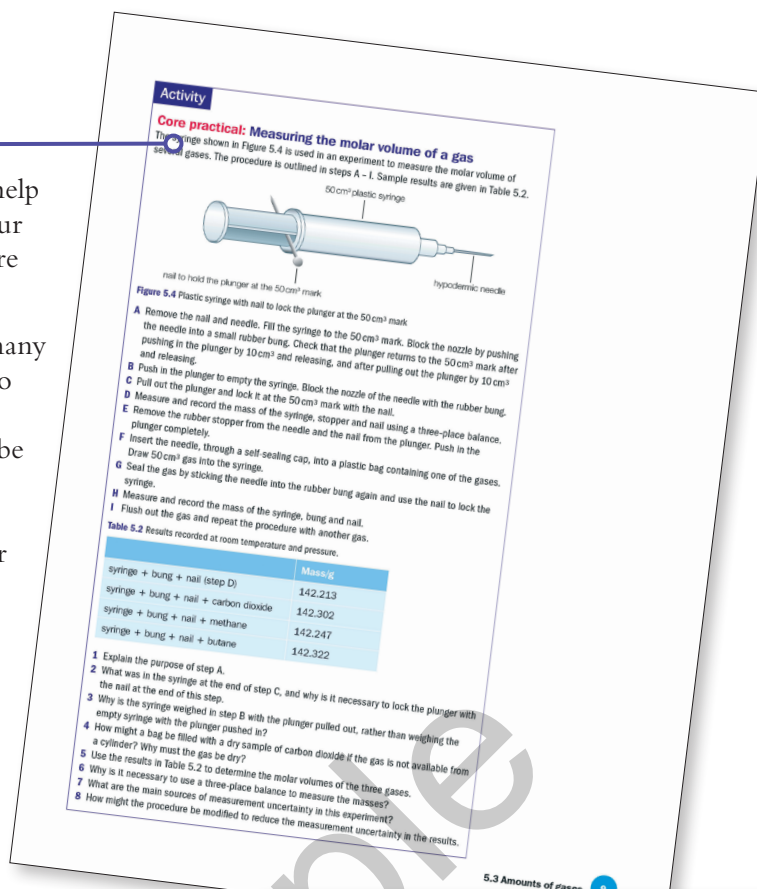 help
ur
re
many
o
be
r
Activity
Core practical: Measuring the molar volume of a gas
The syringe shown in Figure 5.4 is used in an experiment to measure the molar volume of
several gases. The procedure is outlined in steps A – I. Sample results are given in Table 5.2.
50 cm³ plastic syringe
nail to hold the plunger at the 50 cm³ mark
hypodermic needle
Figure 5.4 Plastic syringe with nail to lock the plunger at the 50 cm³ mark
A Remove the nail and needle. Fill the syringe to the 50 cm³ mark. Block the nozzle by pushing
the needle into a small rubber bung. Check that the plunger returns to the 50 cm³ mark after
pushing in the plunger by 10 cm³ and releasing, and after pulling out the plunger by 10 cm³
and releasing.
B Push in the plunger to empty the syringe. Block the nozzle of the needle with the rubber bung.
C Pull out the plunger and lock it at the 50 cm³ mark with the nail.
D Measure and record the mass of the syringe, stopper and nail using a three-place balance.
E Remove the rubber stopper from the needle and the nail from the plunger. Push in the
plunger completely.
F Insert the needle, through a self-sealing cap, into a plastic bag containing one of the gases.
Draw 50 cm³ gas into the syringe.
G Seal the gas by sticking the needle into the rubber bung again and use the nail to lock the
syringe.
H Measure and record the mass of the syringe, bung and nail.
I Flush out the gas and repeat the procedure with another gas.
Table 5.2 Results recorded at room temperature and pressure.
Mass/g
syringe + bung + nail (step D) 142.213
syringe + bung + nail + carbon dioxide 142.302
syringe + bung + nail + methane 142.247
syringe + bung + nail + butane 142.322
1 Explain the purpose of step A.
2 What was in the syringe at the end of step C, and why is it necessary to lock the plunger with
the nail at the end of this step.
3 Why is the syringe weighed in step B with the plunger pulled out, rather than weighing the
empty syringe with the plunger pushed in?
4 How might a bag be filled with a dry sample of carbon dioxide if the gas is not available from
a cylinder? Why must the gas be dry?
5 Use the results in Table 5.2 to determine the molar volumes of the three gases.
6 Why is it necessary to use a three-place balance to measure the masses?
7 What are the main sources of measurement uncertainty in this experiment?
8 How might the procedure be modified to reduce the measurement uncertainty in the results.
5.3 Amounts of gases